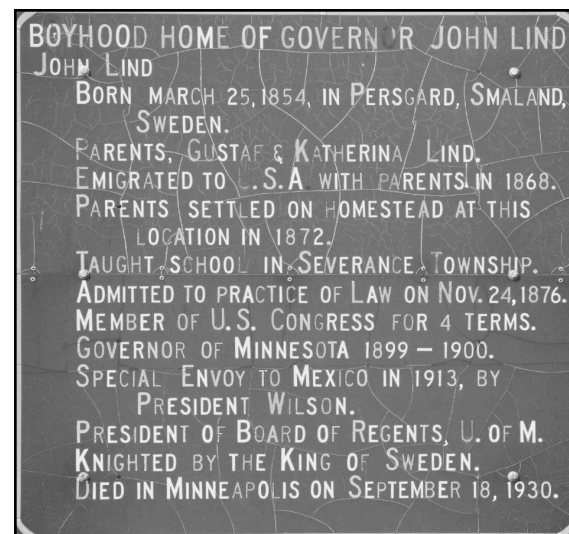 BOYHOOD HOME OF GOVERNOR JOHN LIND
JOHN LIND
BORN MARCH 25, 1854, IN PERSGARD, SMALAND,
SWEDEN.
PARENTS, GUSTAF & KATHERINA LIND.
EMIGRATED TO U.S.A. WITH PARENTS IN 1868.
PARENTS SETTLED ON HOMESTEAD AT THIS
LOCATION IN 1872.
TAUGHT SCHOOL IN SEVERANCE TOWNSHIP.
ADMITTED TO PRACTICE OF LAW ON NOV. 24, 1876.
MEMBER OF U.S. CONGRESS FOR 4 TERMS.
GOVERNOR OF MINNESOTA 1899 – 1900.
SPECIAL ENVOY TO MEXICO IN 1913, BY
PRESIDENT WILSON.
PRESIDENT OF BOARD OF REGENTS, U. OF M.
KNIGHTED BY THE KING OF SWEDEN.
DIED IN MINNEAPOLIS ON SEPTEMBER 18, 1930.